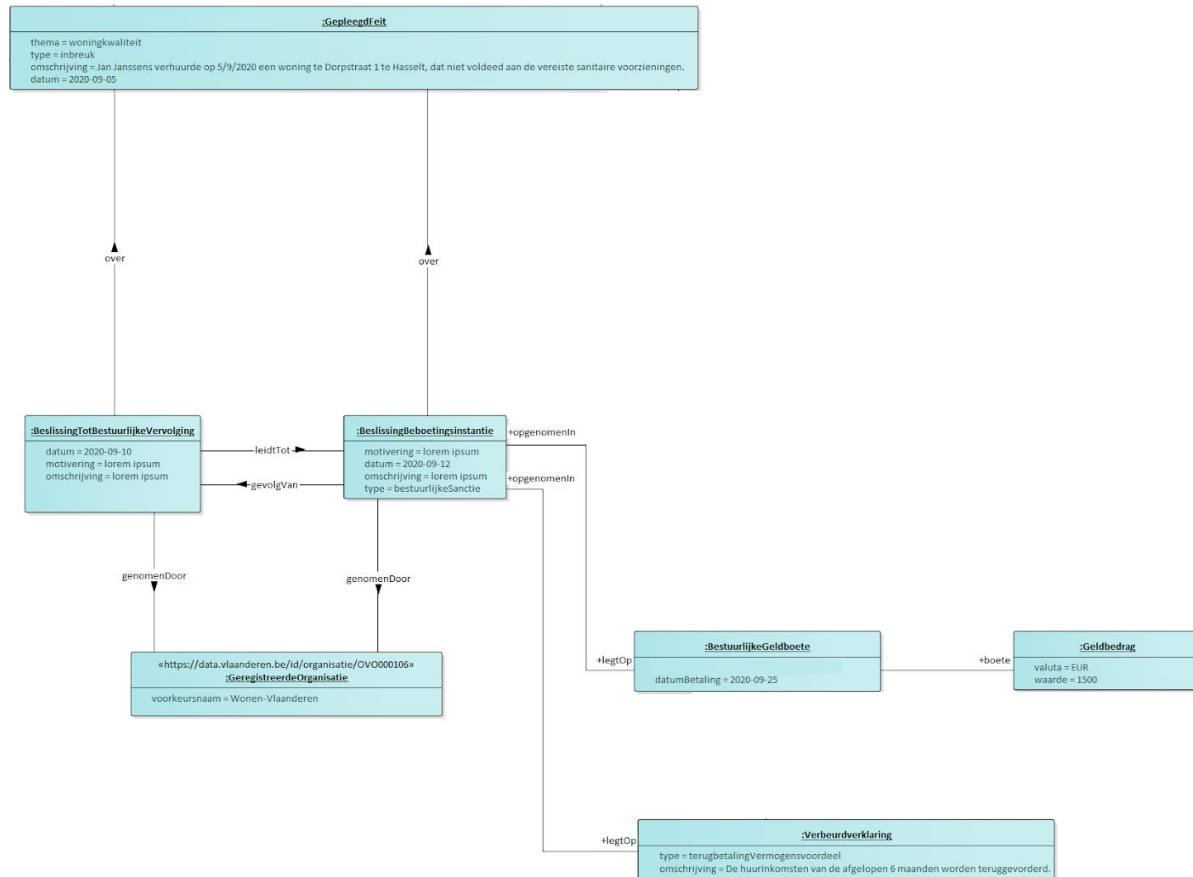 :GepleegdFeit
thema = woningkwaliteit
type = inbreuk
omschrijving = Jan Janssens verhuurde op 5/9/2020 een woning te Dorpstraat 1 te Hasselt, dat niet voldeed aan de vereiste sanitaire voorzieningen.
datum = 2020-09-05
over
over
:BeslissingTotBestuurlijkeVervolging
datum = 2020-09-10
motivering = lorem ipsum
omschrijving = lorem ipsum
leidtTot
gevolgVan
:BeslissingBeboetingsinstantie
motivering = lorem ipsum
datum = 2020-09-12
omschrijving = lorem ipsum
type = bestuurlijkeSanctie
+opgenomenIn
+opgenomenIn
genomenDoor
genomenDoor
«https://data.vlaanderen.be/id/organisatie/OVO000106»
:GeregistreerdeOrganisatie
voorkeursnaam = Wonen-Vlaanderen
+legtOp
:BestuurlijkeGeldboete
datumBetaling = 2020-09-25
+boete
:Geldbedrag
valuta = EUR
waarde = 1500
+legtOp
:Verbeurdverklaring
type = terugbetalingVermogensvoordeel
omschrijving = De huurinkomsten van de afgelopen 6 maanden worden teruggevorderd.